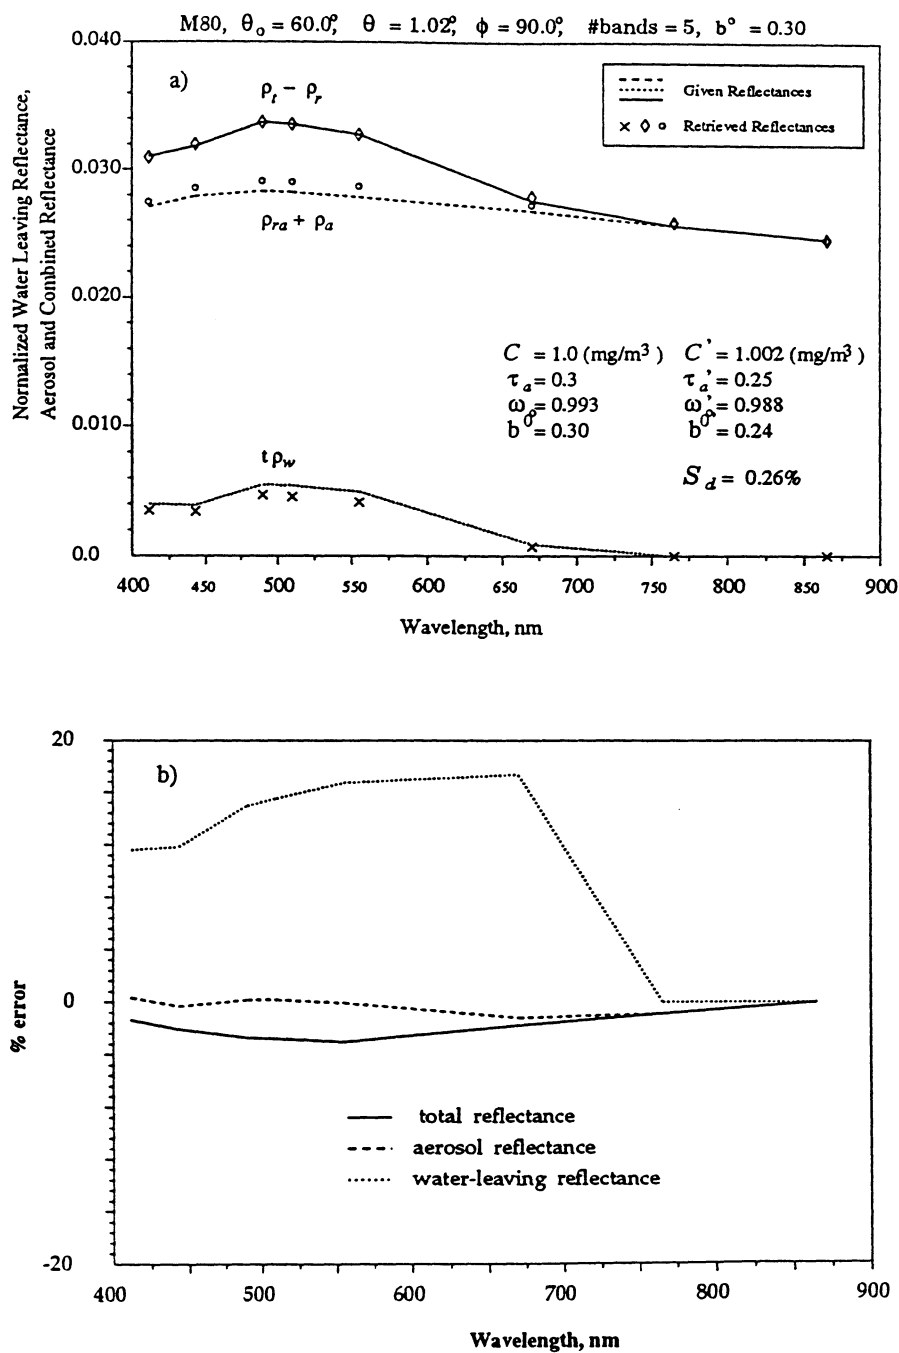 M80, θ₀ = 60.0°, θ = 1.02°, ϕ = 90.0°, #bands = 5, b° = 0.30
Normalized Water Leaving Reflectance,
Aerosol and Combined Reflectance
0.040
0.030
0.020
0.010
0.0
a)
ρt − ρr
ρra + ρa
tρw
Given Reflectances
× ◊ ○ Retrieved Reflectances
C = 1.0 (mg/m³) C' = 1.002 (mg/m³)
τa = 0.3 τa' = 0.25
ω₀ = 0.993 ω₀' = 0.988
b⁰ = 0.30 b⁰' = 0.24
Sd = 0.26%
400 450 500 550 600 650 700 750 800 850 900
Wavelength, nm
20
0
-20
b)
% error
total reflectance
aerosol reflectance
water-leaving reflectance
400 500 600 700 800 900
Wavelength, nm